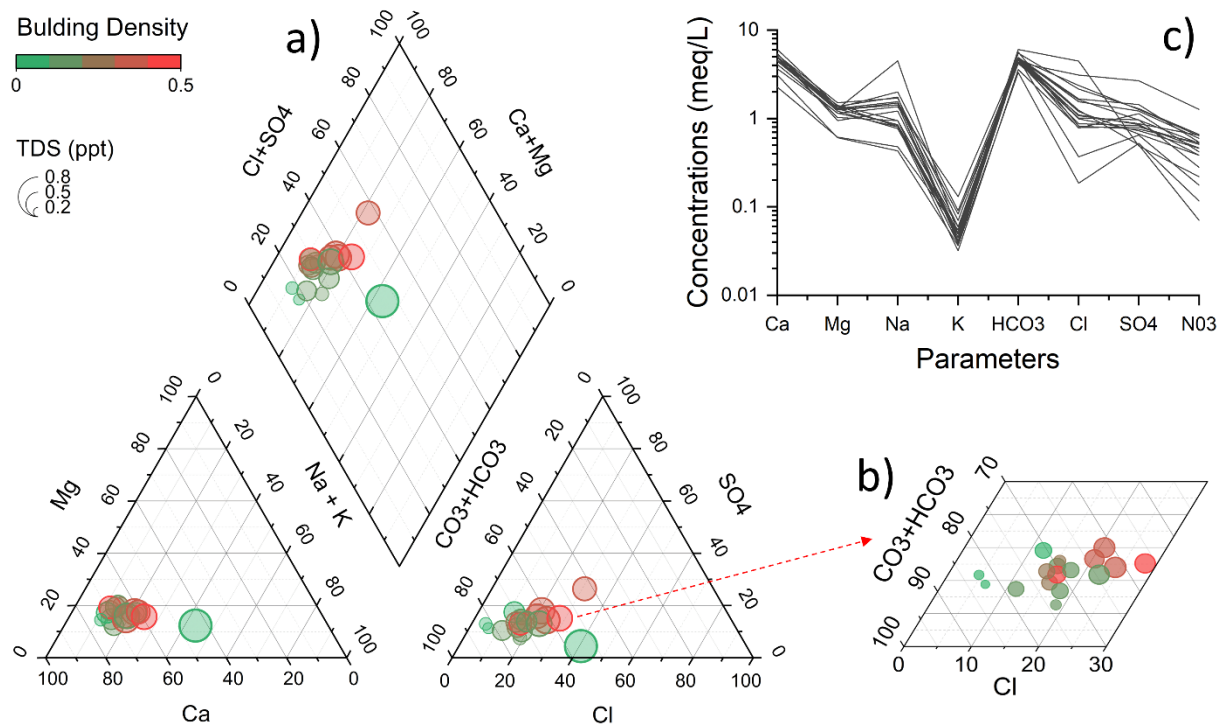 Bulding Density
0 0.5
TDS (ppt)
0.8
0.5
0.2
a)
100 100
80 80
60 60
40 40
20 20
0 0
Cl+SO4
Ca+Mg
100 0
80 20
60 40
40 60
20 80
0 100
Mg
Na + K
80 60 40 20 0
100
Ca
100 0
80 20
60 40
40 60
20 80
0 100
CO3+HCO3
SO4
100
0
20 40 60 80 100
Cl
b)
70
80
90
100
CO3+HCO3
0 10 20 30
Cl
c)
10
1
0.1
0.01
Concentrations (meq/L)
Ca Mg Na K HCO3 Cl SO4 N03
Parameters